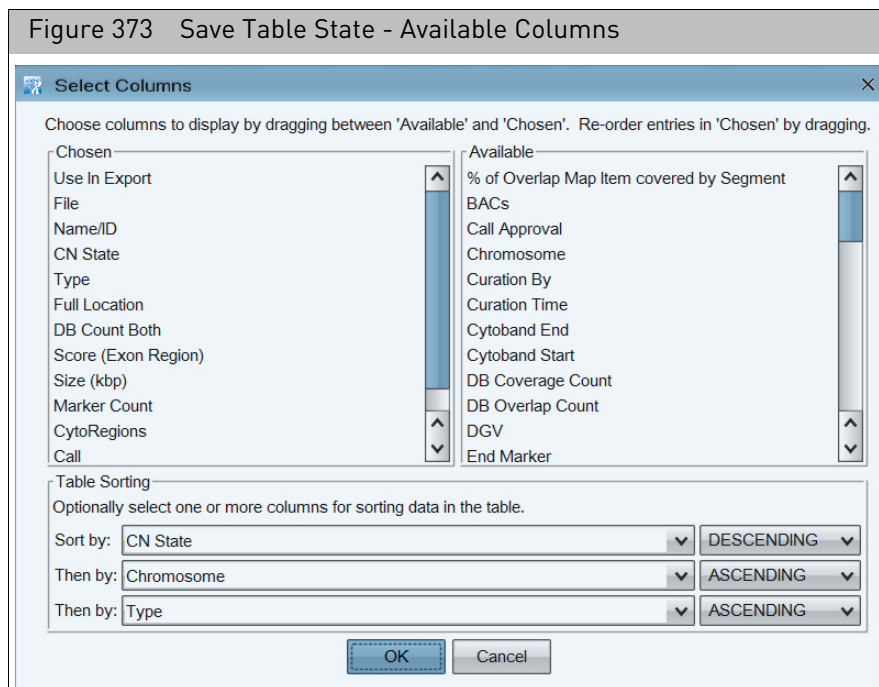 Figure 373 Save Table State - Available Columns
Select Columns
Choose columns to display by dragging between 'Available' and 'Chosen'. Re-order entries in 'Chosen' by dragging.
Chosen
Use In Export
File
Name/ID
CN State
Type
Full Location
DB Count Both
Score (Exon Region)
Size (kbp)
Marker Count
CytoRegions
Call
Available
% of Overlap Map Item covered by Segment
BACs
Call Approval
Chromosome
Curation By
Curation Time
Cytoband End
Cytoband Start
DB Coverage Count
DB Overlap Count
DGV
End Marker
Table Sorting
Optionally select one or more columns for sorting data in the table.
Sort by: CN State DESCENDING
Then by: Chromosome ASCENDING
Then by: Type ASCENDING
OK Cancel